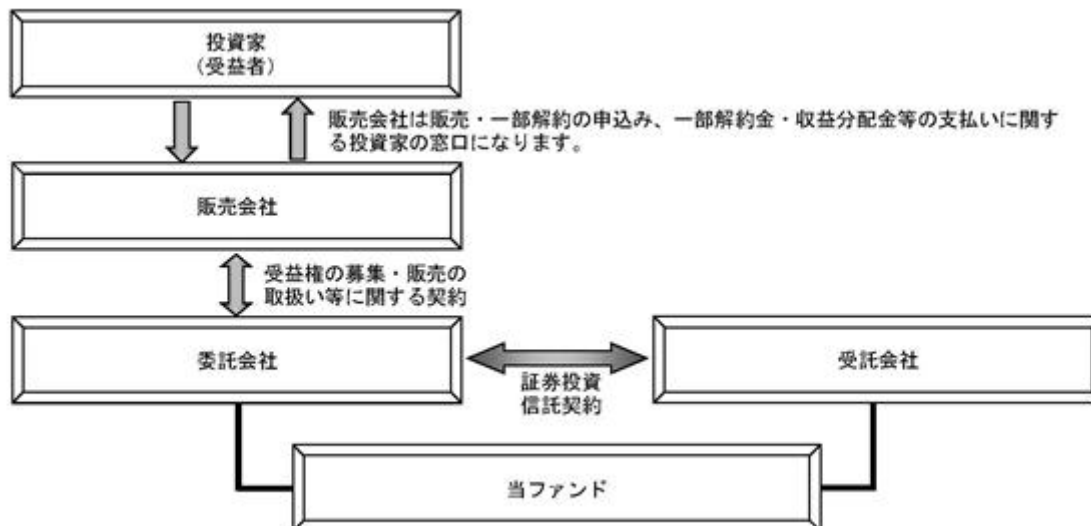 投資家
（受益者）
販売会社は販売・一部解約の申込み、一部解約金・収益分配金等の支払いに関す
る投資家の窓口になります。
販売会社
受益権の募集・販売の
取扱い等に関する契約
委託会社
証券投資
信託契約
受託会社
当ファンド